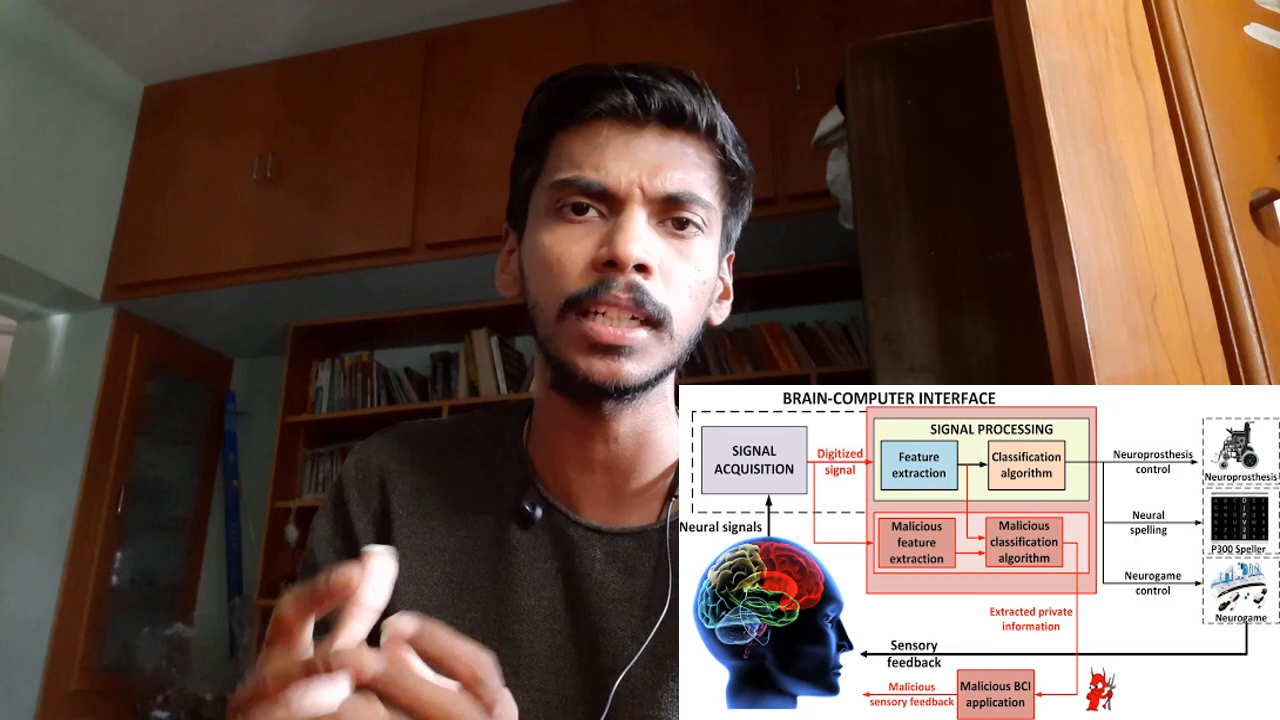 BRAIN-COMPUTER INTERFACE
SIGNAL PROCESSING
SIGNAL
ACQUISITION
Digitized
signal
Feature
extraction
Classification
algorithm
Neuroprosthesis
control
Neuroprosthesis
Neural signals
Malicious
feature
extraction
Malicious
classification
algorithm
Neural
spelling
P300 Speller
Neurogame
control
Neurogame
Extracted private
information
Sensory
feedback
Malicious
sensory feedback
Malicious BCI
application